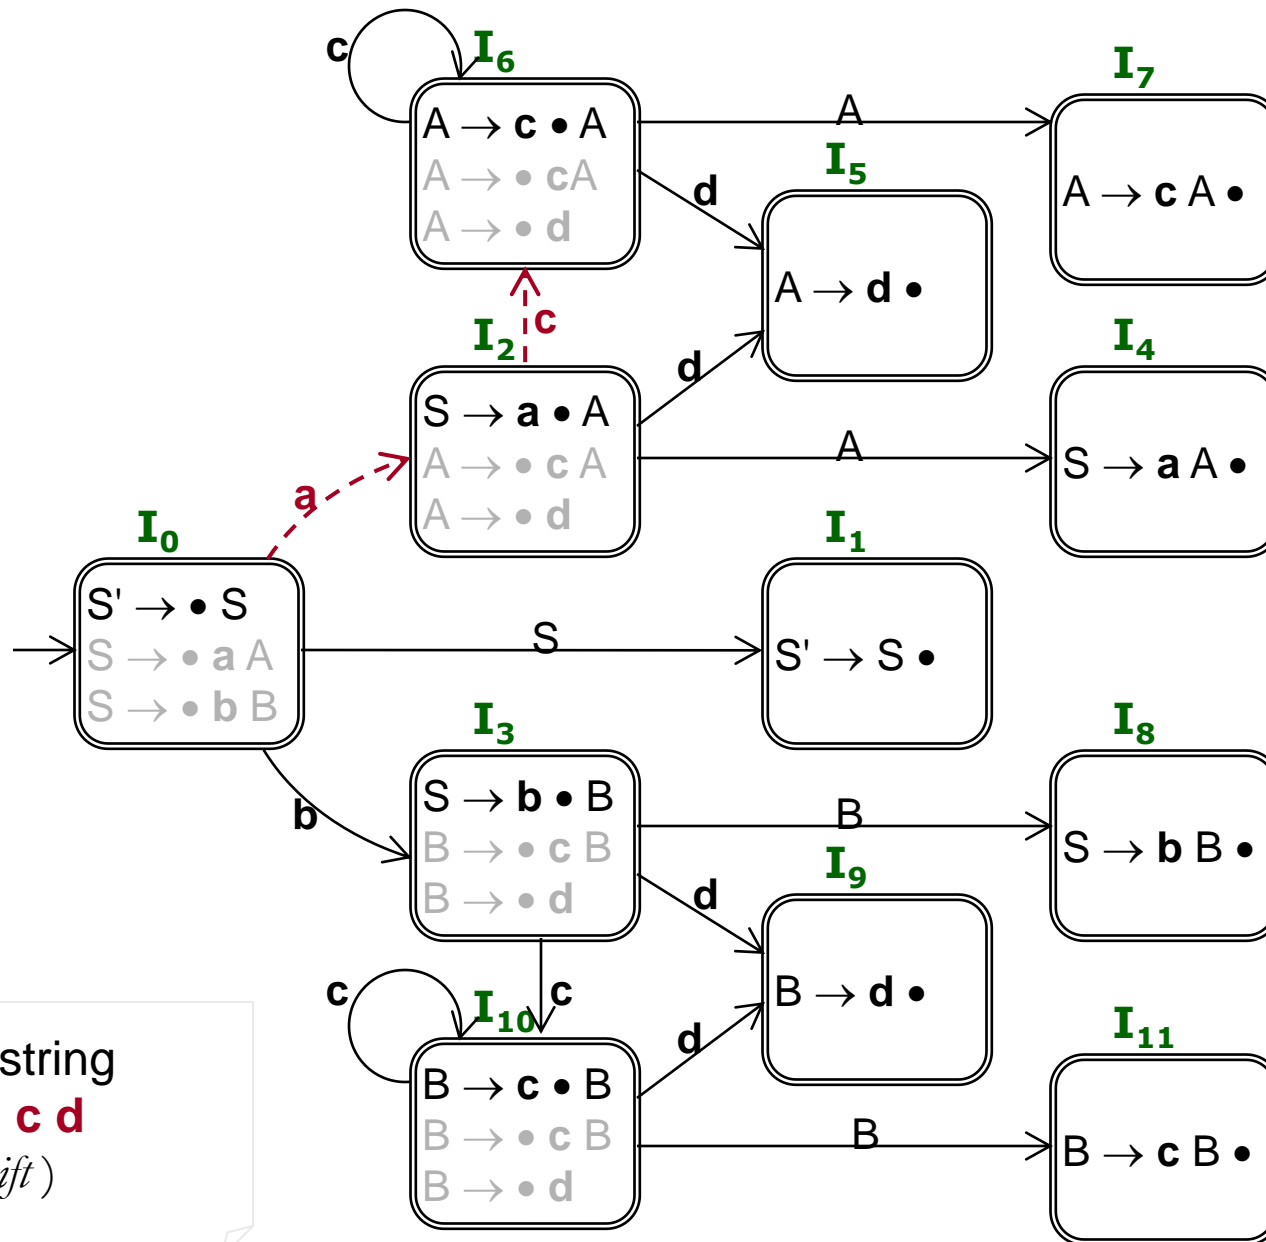 c
I6
A → c • A
A → • cA
A → • d
A
I7
A → c A •
d
I5
A → d •
c
I2
S → a • A
A → • c A
A → • d
d
A
I4
S → a A •
a
I0
S' → • S
S → • a A
S → • b B
S
I1
S' → S •
b
I3
S → b • B
B → • c B
B → • d
B
I8
S → b B •
d
I9
B → d •
c
c
I10
B → c • B
B → • c B
B → • d
d
B
I11
B → c B •
string
c d
)